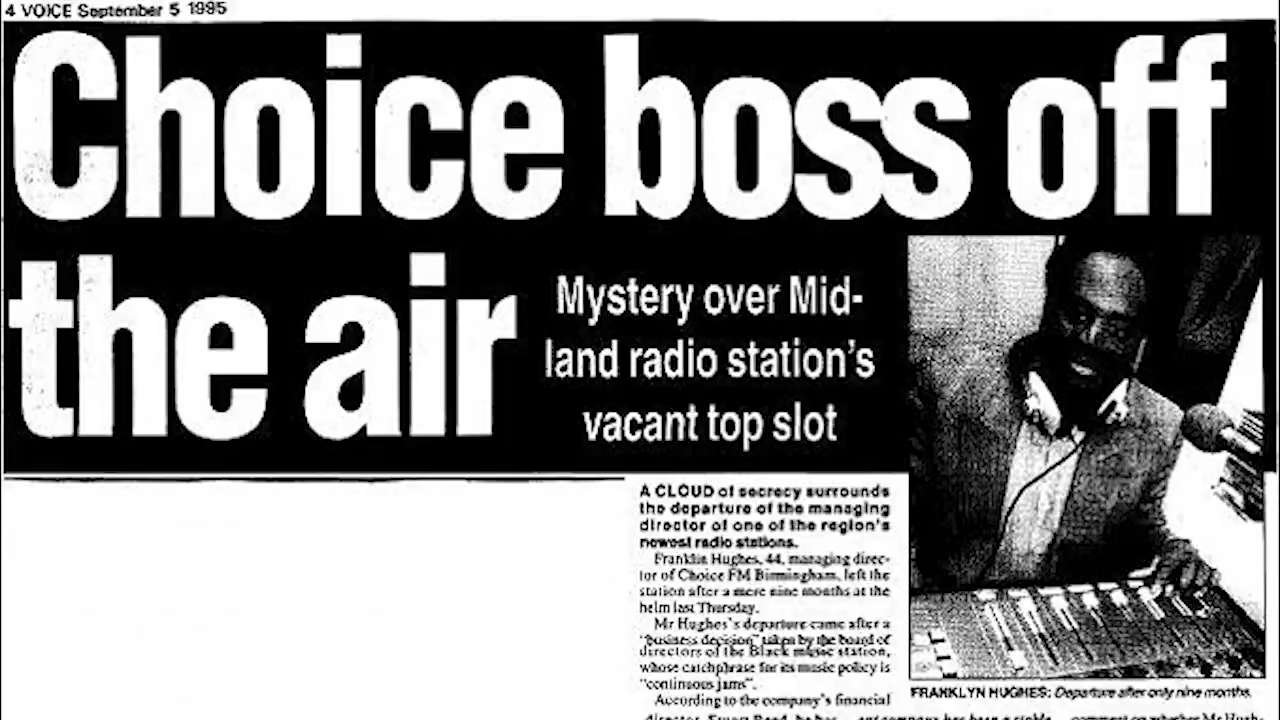 4 VOICE September 5 1995
Choice boss off
the air
Mystery over Mid-
land radio station's
vacant top slot
A CLOUD of secrecy surrounds
the departure of the managing
director of one of the region's
newest radio stations.
Franklin Hughes, 44, managing direc-
tor of Choice FM Birmingham, left the
station after a mere nine months at the
helm last Thursday.
Mr Hughes's departure came after a
"business decision" taken by the board of
directors of the Black music station,
whose catchphrase for its music policy is
"continuous jams".
According to the company's financial
FRANKLYN HUGHES: Departure after only nine months.